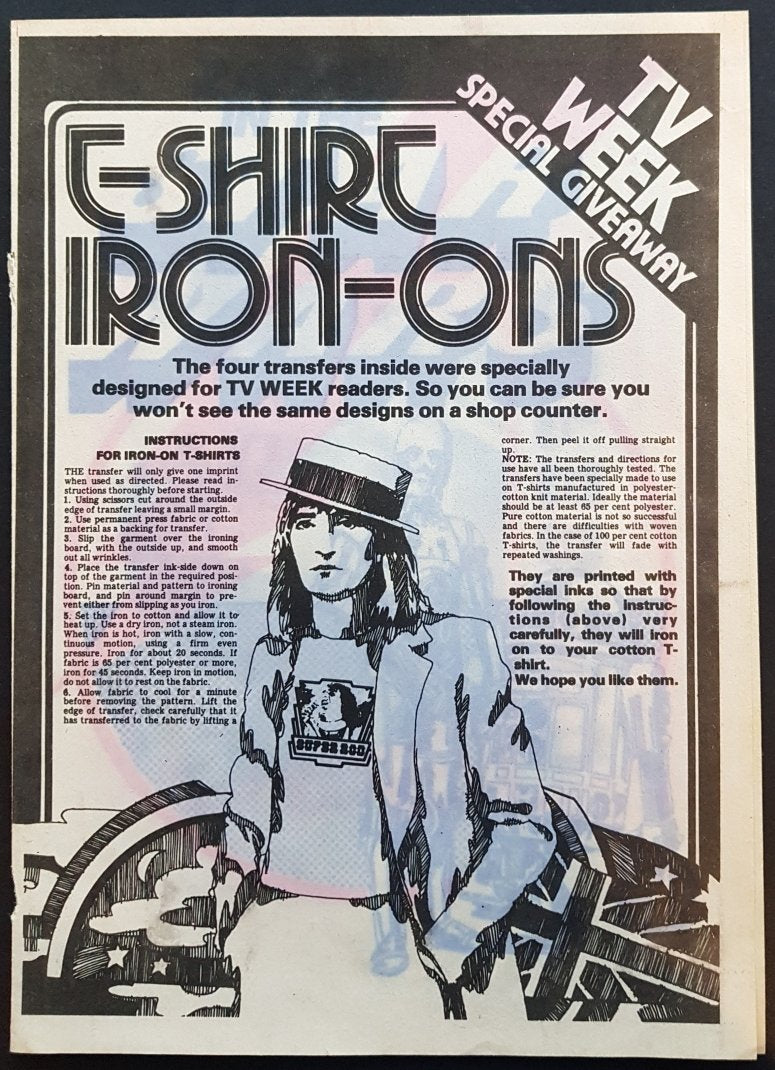 TV
WEEK
SPECIAL GIVEAWAY
T-SHIRT
IRON-ONS
The four transfers inside were specially
designed for TV WEEK readers. So you can be sure you
won't see the same designs on a shop counter.
INSTRUCTIONS
FOR IRON-ON T-SHIRTS
THE transfer will only give one imprint
when used as directed. Please read in-
structions thoroughly before starting.
1. Using scissors cut around the outside
edge of transfer leaving a small margin.
2. Use permanent press fabric or cotton
material as a backing for transfer.
3. Slip the garment over the ironing
board, with the outside up, and smooth
out all wrinkles.
4. Place the transfer ink-side down on
top of the garment in the required posi-
tion. Pin material and pattern to ironing
board, and pin around margin to pre-
vent either from slipping as you iron.
5. Set the iron to cotton and allow it to
heat up. Use a dry iron, not a steam iron.
When iron is hot, iron with a slow, con-
tinuous motion, using a firm even
pressure. Iron for about 20 seconds. If
fabric is 65 per cent polyester or more,
iron for 45 seconds. Keep iron in motion,
do not allow it to rest on the fabric.
6. Allow fabric to cool for a minute
before removing the pattern. Lift the
edge of transfer, check carefully that it
has transferred to the fabric by lifting a
corner. Then peel it off pulling straight
up.
NOTE: The transfers and directions for
use have all been thoroughly tested. The
transfers have been specially made to use
on T-shirts manufactured in polyester-
cotton knit material. Ideally the material
should be at least 65 per cent polyester.
Pure cotton material is not so successful
and there are difficulties with woven
fabrics. In the case of 100 per cent cotton
T-shirts, the transfer will fade with
repeated washings.
They are printed with
special inks so that by
following the instruc-
tions (above) very
carefully, they will iron
on to your cotton T-
shirt.
We hope you like them.
SUPER ROD